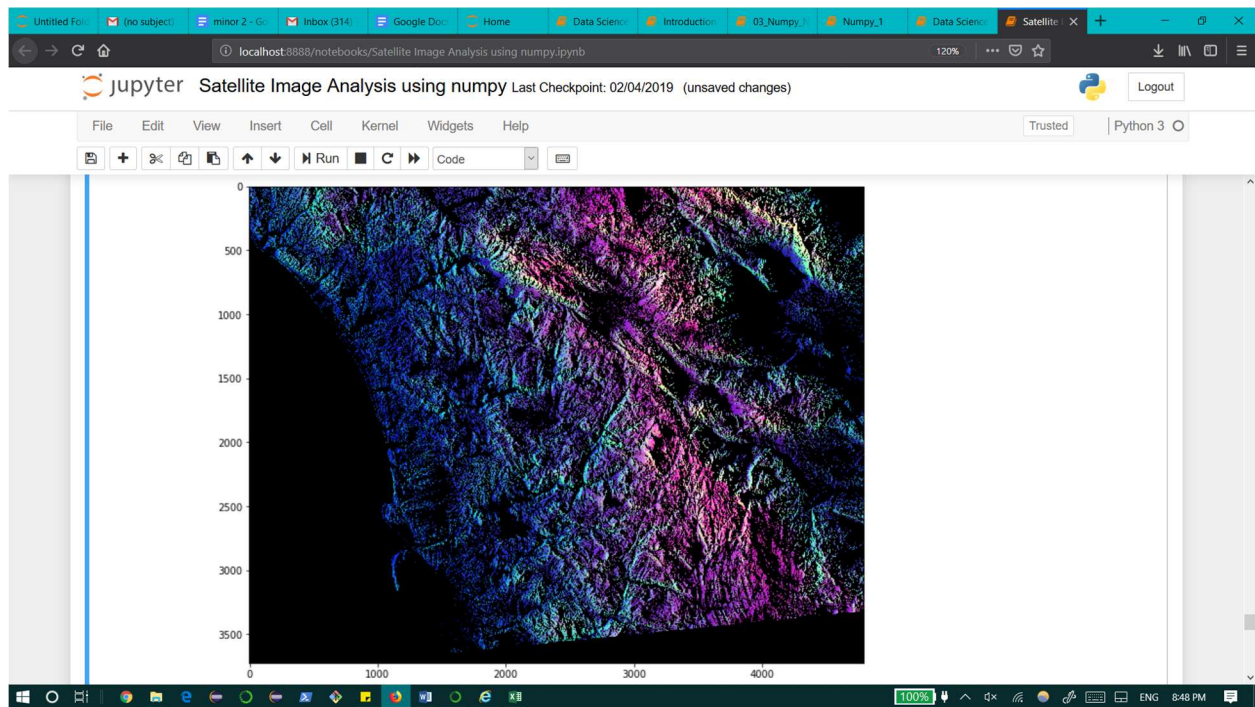 Untitled Fold
(no subject)
minor 2 - Go
Inbox (314)
Google Doc
Home
Data Science
Introduction
03_Numpy_
Numpy_1
Data Science
Satellite
localhost:8888/notebooks/Satellite Image Analysis using numpy.ipynb
120%
jupyter Satellite Image Analysis using numpy Last Checkpoint: 02/04/2019 (unsaved changes)
Logout
File Edit View Insert Cell Kernel Widgets Help
Trusted
Python 3
Run
Code
0
500
1000
1500
2000
2500
3000
3500
0 1000 2000 3000 4000
100%
ENG 8:48 PM